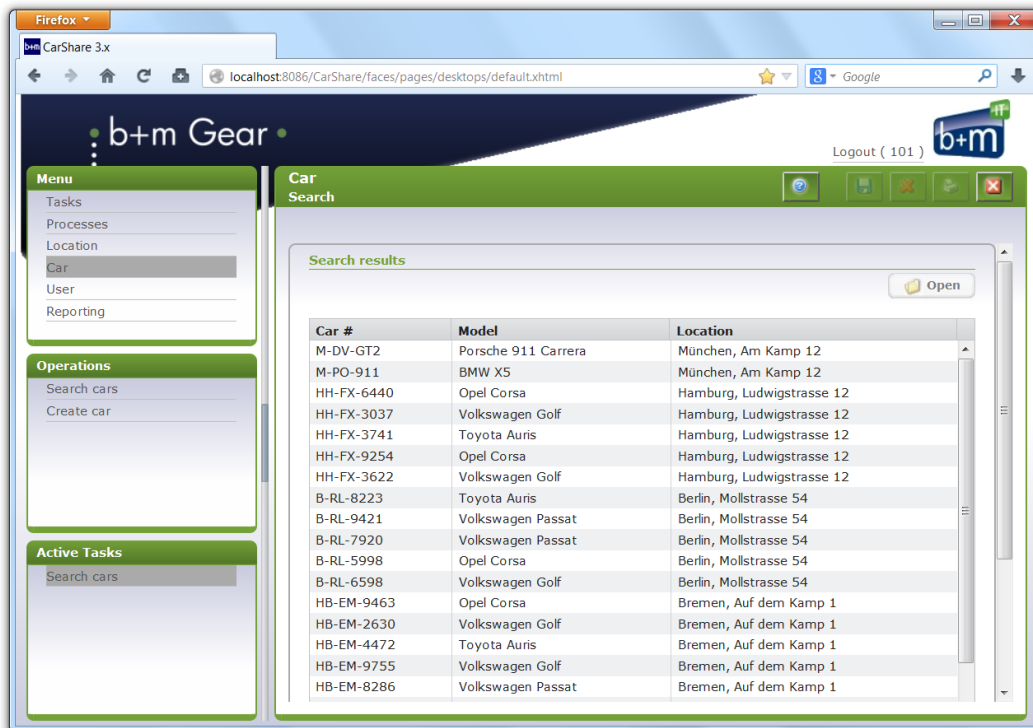 Firefox
b+m CarShare 3.x
localhost:8086/CarShare/faces/pages/desktops/default.xhtml
8 Google
b+m Gear
IT
b+m
Logout ( 101 )
Menu
Tasks
Processes
Location
Car
User
Reporting
Operations
Search cars
Create car
Active Tasks
Search cars
Car
Search
Search results
Open
Car # Model Location
M-DV-GT2 Porsche 911 Carrera München, Am Kamp 12
M-PO-911 BMW X5 München, Am Kamp 12
HH-FX-6440 Opel Corsa Hamburg, Ludwigstrasse 12
HH-FX-3037 Volkswagen Golf Hamburg, Ludwigstrasse 12
HH-FX-3741 Toyota Auris Hamburg, Ludwigstrasse 12
HH-FX-9254 Opel Corsa Hamburg, Ludwigstrasse 12
HH-FX-3622 Volkswagen Golf Hamburg, Ludwigstrasse 12
B-RL-8223 Toyota Auris Berlin, Mollstrasse 54
B-RL-9421 Volkswagen Passat Berlin, Mollstrasse 54
B-RL-7920 Volkswagen Passat Berlin, Mollstrasse 54
B-RL-5998 Opel Corsa Berlin, Mollstrasse 54
B-RL-6598 Volkswagen Golf Berlin, Mollstrasse 54
HB-EM-9463 Opel Corsa Bremen, Auf dem Kamp 1
HB-EM-2630 Volkswagen Golf Bremen, Auf dem Kamp 1
HB-EM-4472 Toyota Auris Bremen, Auf dem Kamp 1
HB-EM-9755 Volkswagen Golf Bremen, Auf dem Kamp 1
HB-EM-8286 Volkswagen Passat Bremen, Auf dem Kamp 1